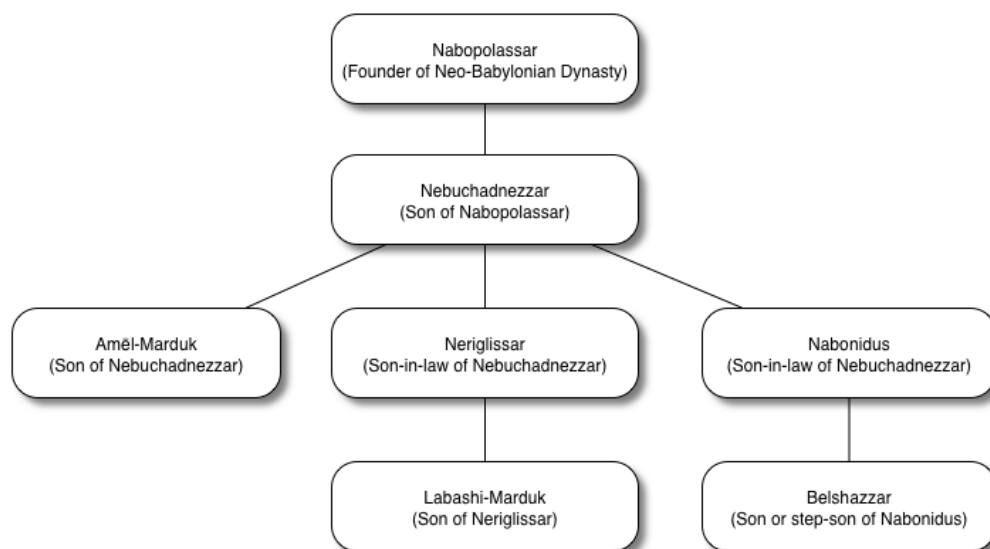 Nabopolassar
(Founder of Neo-Babylonian Dynasty)
Nebuchadnezzar
(Son of Nabopolassar)
Amēl-Marduk
(Son of Nebuchadnezzar)
Neriglissar
(Son-in-law of Nebuchadnezzar)
Nabonidus
(Son-in-law of Nebuchadnezzar)
Labashi-Marduk
(Son of Neriglissar)
Belshazzar
(Son or step-son of Nabonidus)